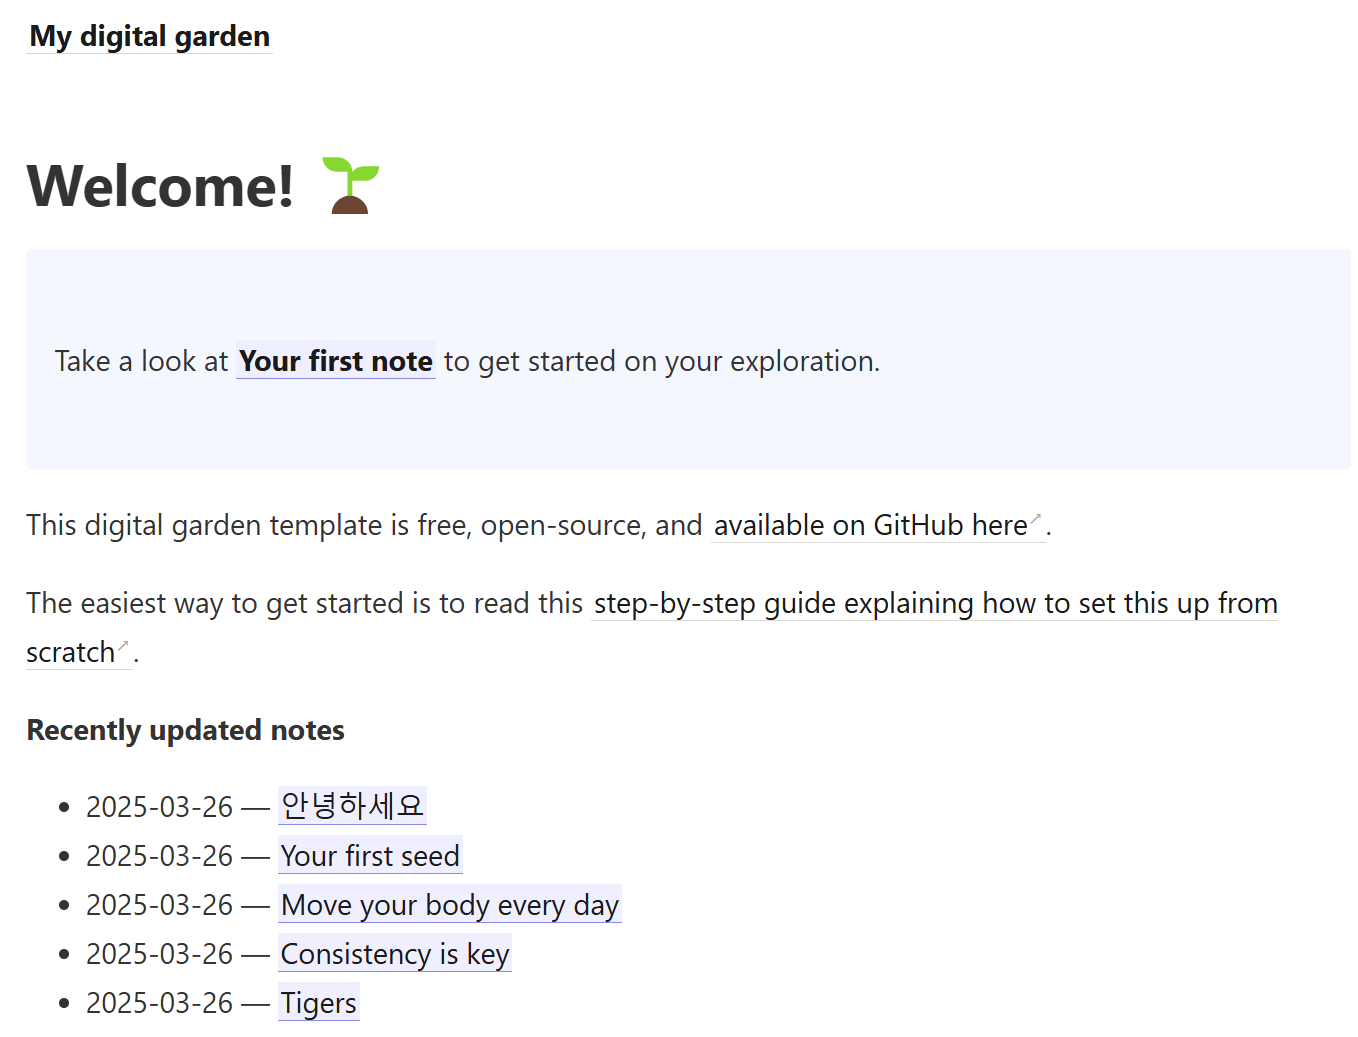 My digital garden
Welcome! 🌱
Take a look at Your first note to get started on your exploration.
This digital garden template is free, open-source, and available on GitHub here↗.
The easiest way to get started is to read this step-by-step guide explaining how to set this up from
scratch↗.
Recently updated notes
• 2025-03-26 — 안녕하세요
• 2025-03-26 — Your first seed
• 2025-03-26 — Move your body every day
• 2025-03-26 — Consistency is key
• 2025-03-26 — Tigers